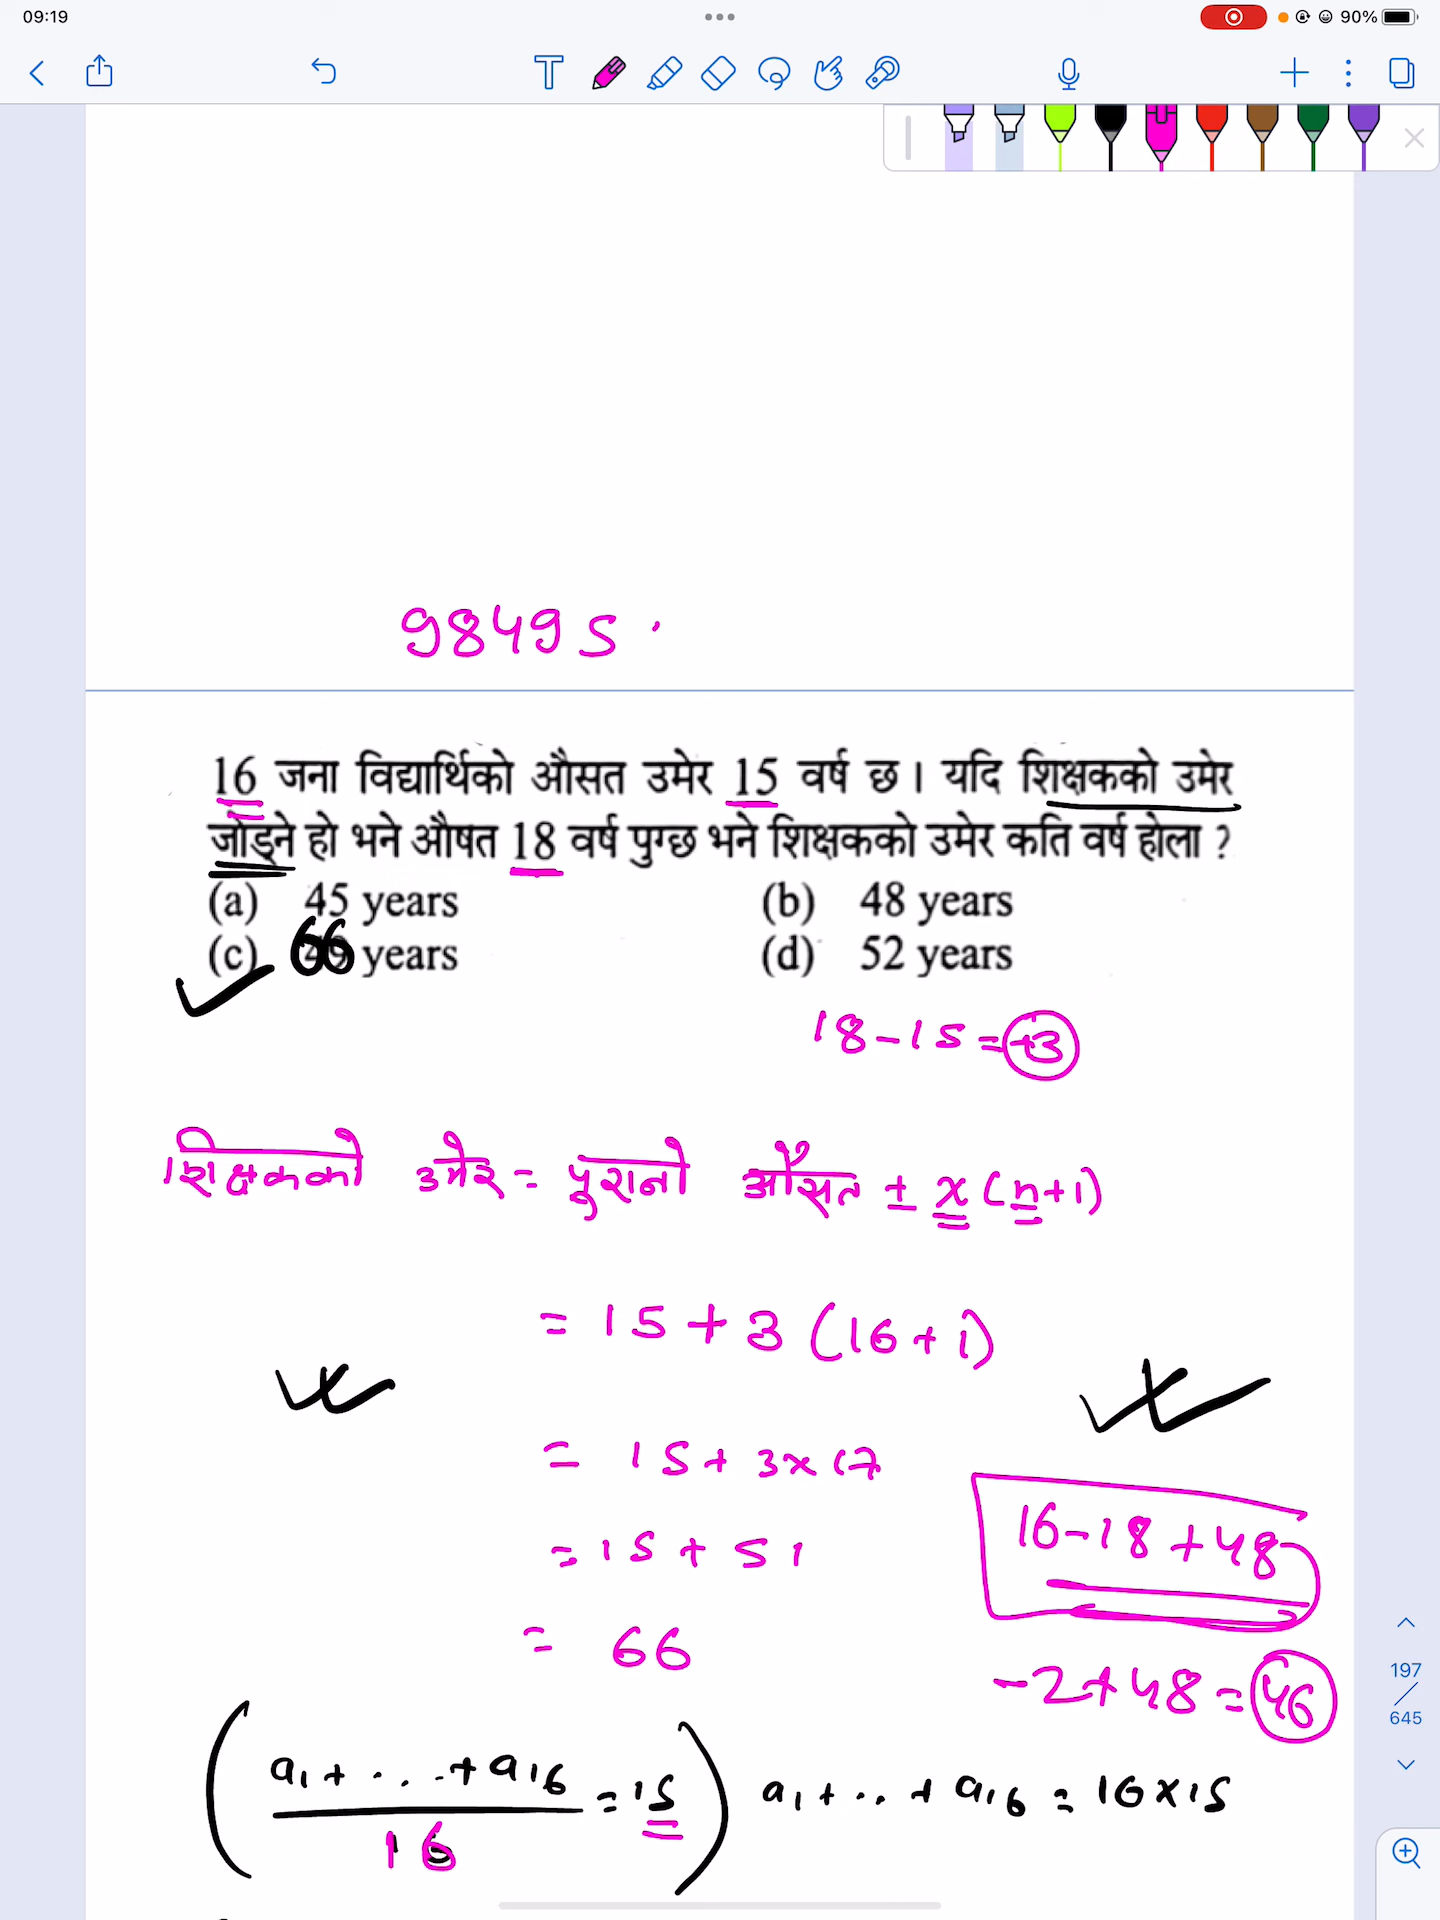 09:19
90%
98495
16 जना विद्यार्थिको औसत उमेर 15 वर्ष छ। यदि शिक्षकको उमेर
जोड्ने हो भने औषत 18 वर्ष पुग्छ भने शिक्षकको उमेर कति वर्ष होला ?
(a) 45 years (b) 48 years
(c) 66 years (d) 52 years
18-15=+3
शिक्षकको उमेर = पुरानो औसत ± x(n+1)
= 15+3(16+1)
= 15+3×17
= 15+51
= 66
16-18+48
-2+48=46
(a₁+...+a₁₆/16 = 15) a₁+..+a₁₆ = 16×15
197
645